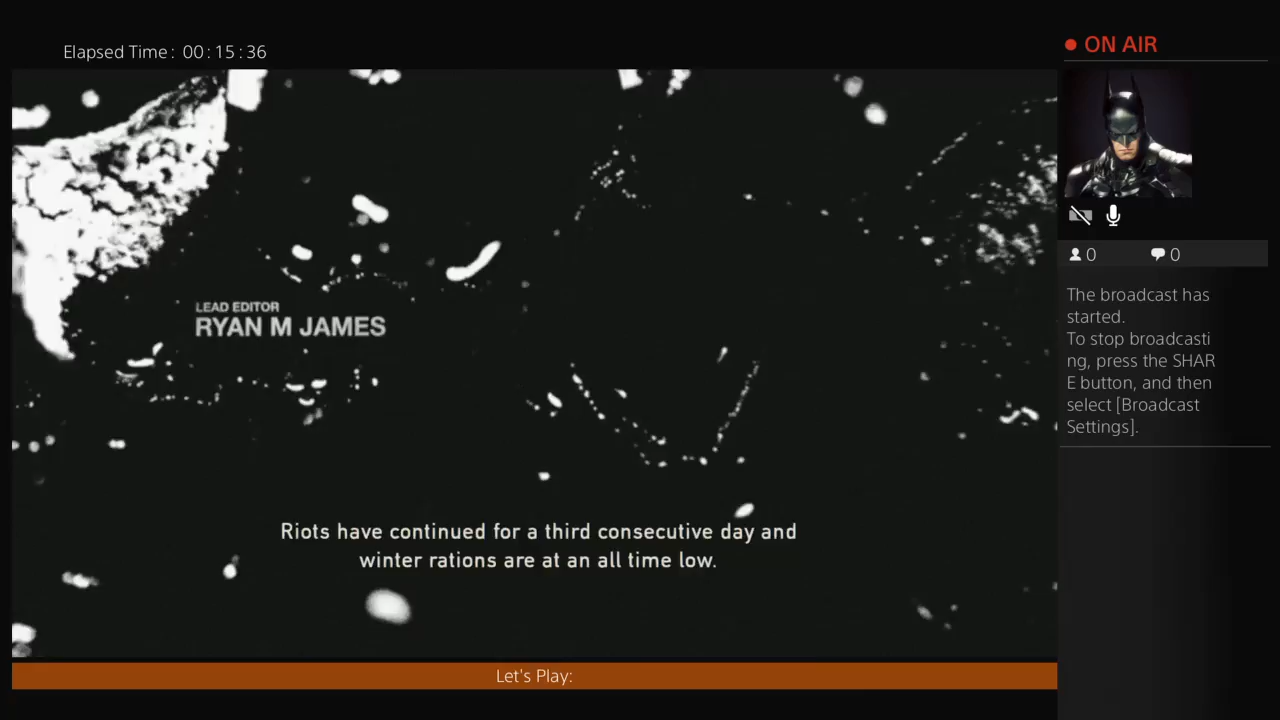 Elapsed Time: 00:15:36
ON AIR
LEAD EDITOR
RYAN M JAMES
0
0
The broadcast has
started.
To stop broadcasti
ng, press the SHAR
E button, and then
select [Broadcast
Settings].
Riots have continued for a third consecutive day and
winter rations are at an all time low.
Let's Play: